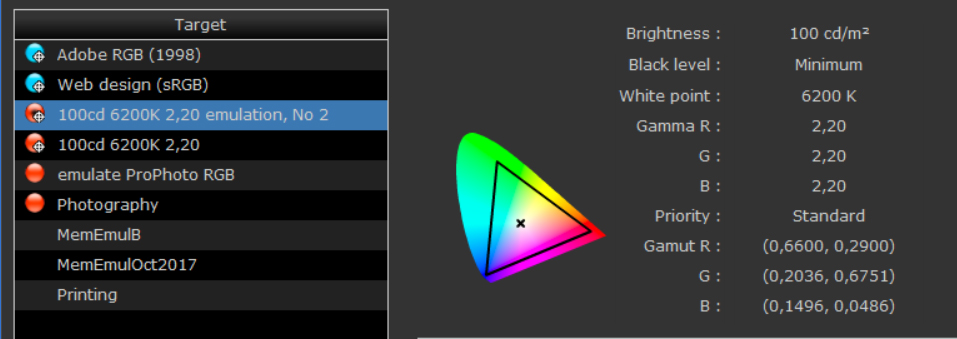 Target
Adobe RGB (1998)
Web design (sRGB)
100cd 6200K 2,20 emulation, No 2
100cd 6200K 2,20
emulate ProPhoto RGB
Photography
MemEmulB
MemEmulOct2017
Printing
Brightness : 100 cd/m²
Black level : Minimum
White point : 6200 K
Gamma R : 2,20
G : 2,20
B : 2,20
Priority : Standard
Gamut R : (0,6600, 0,2900)
G : (0,2036, 0,6751)
B : (0,1496, 0,0486)